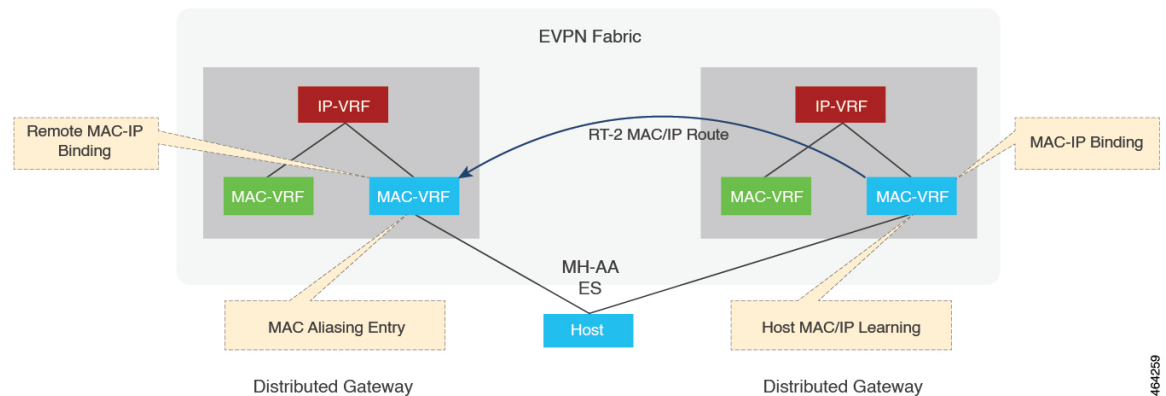 EVPN Fabric
IP-VRF
IP-VRF
Remote MAC-IP
Binding
RT-2 MAC/IP Route
MAC-IP Binding
MAC-VRF
MAC-VRF
MAC-VRF
MAC-VRF
MH-AA
ES
MAC Aliasing Entry
Host
Host MAC/IP Learning
Distributed Gateway
Distributed Gateway
464259